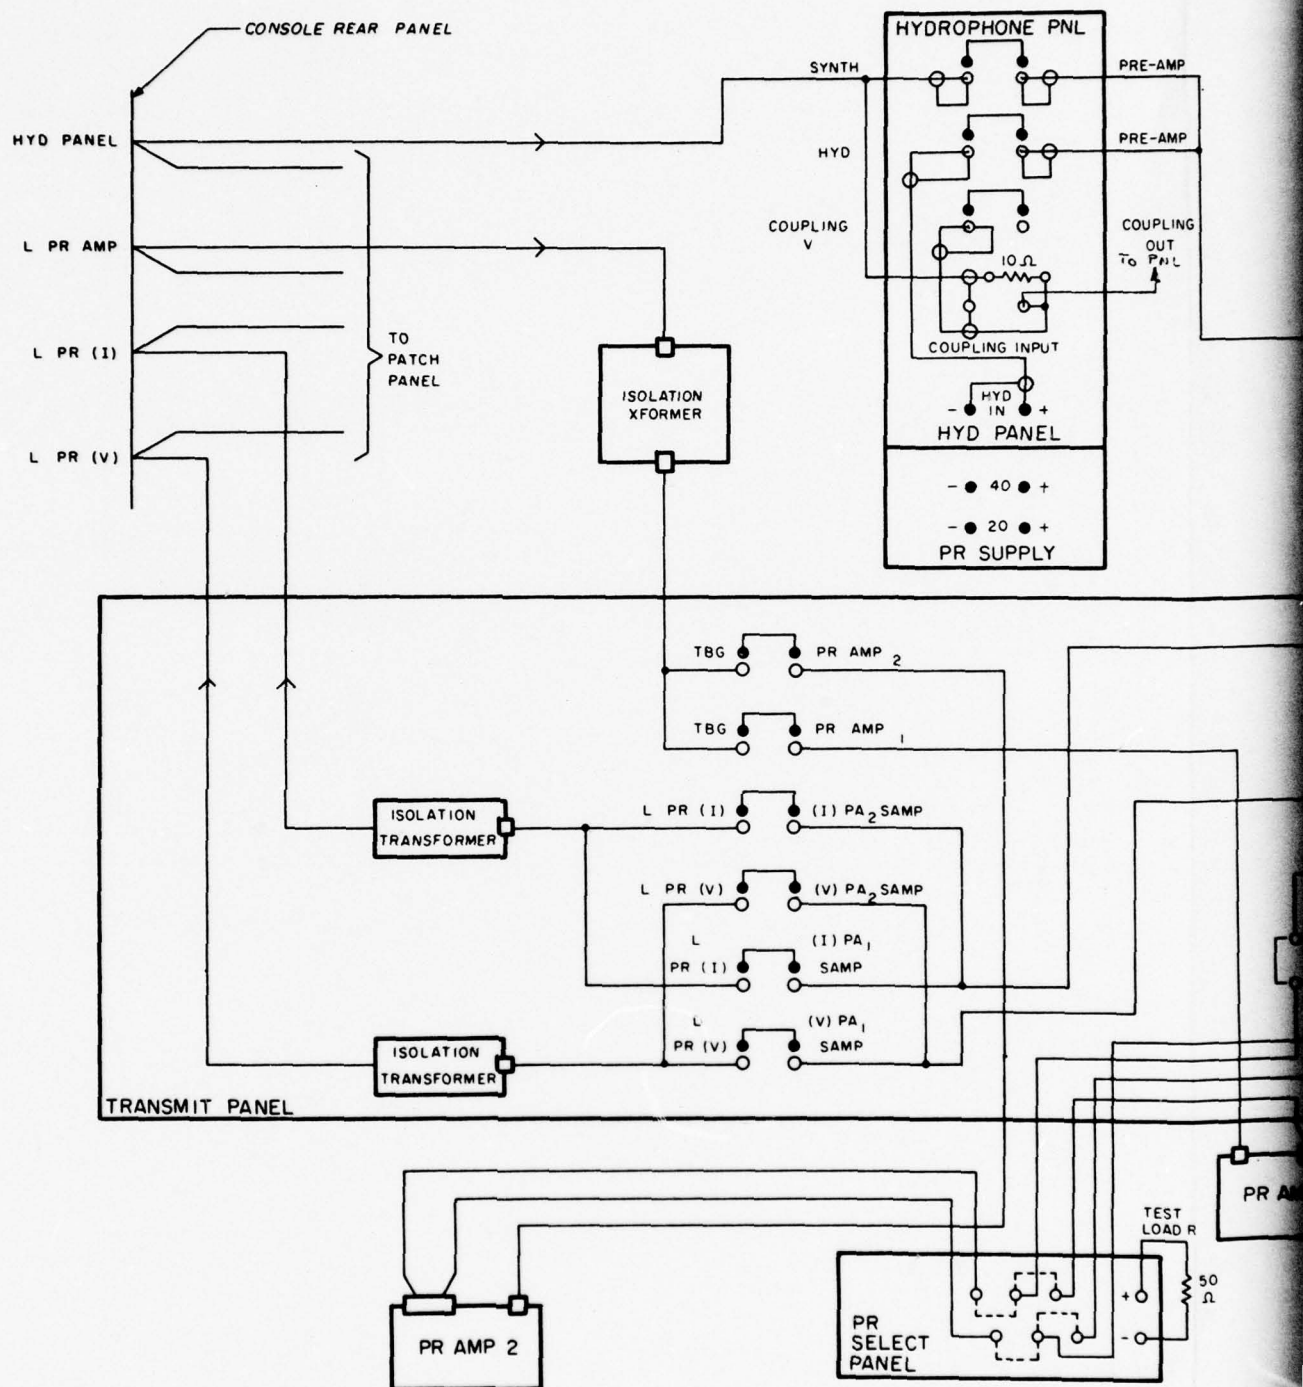 CONSOLE REAR PANEL
HYDROPHONE PNL
SYNTH
PRE-AMP
HYD PANEL
HYD
PRE-AMP
L PR AMP
COUPLING
V
COUPLING
OUT
TO PNL
10Ω
L PR (I)
TO
PATCH
PANEL
COUPLING INPUT
ISOLATION
XFORMER
- HYD IN +
HYD PANEL
L PR (V)
- 40 +
- 20 +
PR SUPPLY
TBG PR AMP 2
TBG PR AMP 1
ISOLATION
TRANSFORMER
L PR (I) (I) PA2 SAMP
L PR (V) (V) PA2 SAMP
L (I) PA1
PR (I) SAMP
L (V) PA1
PR (V) SAMP
ISOLATION
TRANSFORMER
TRANSMIT PANEL
PR
TEST
LOAD R
50
Ω
+
-
PR
SELECT
PANEL
PR AMP 2